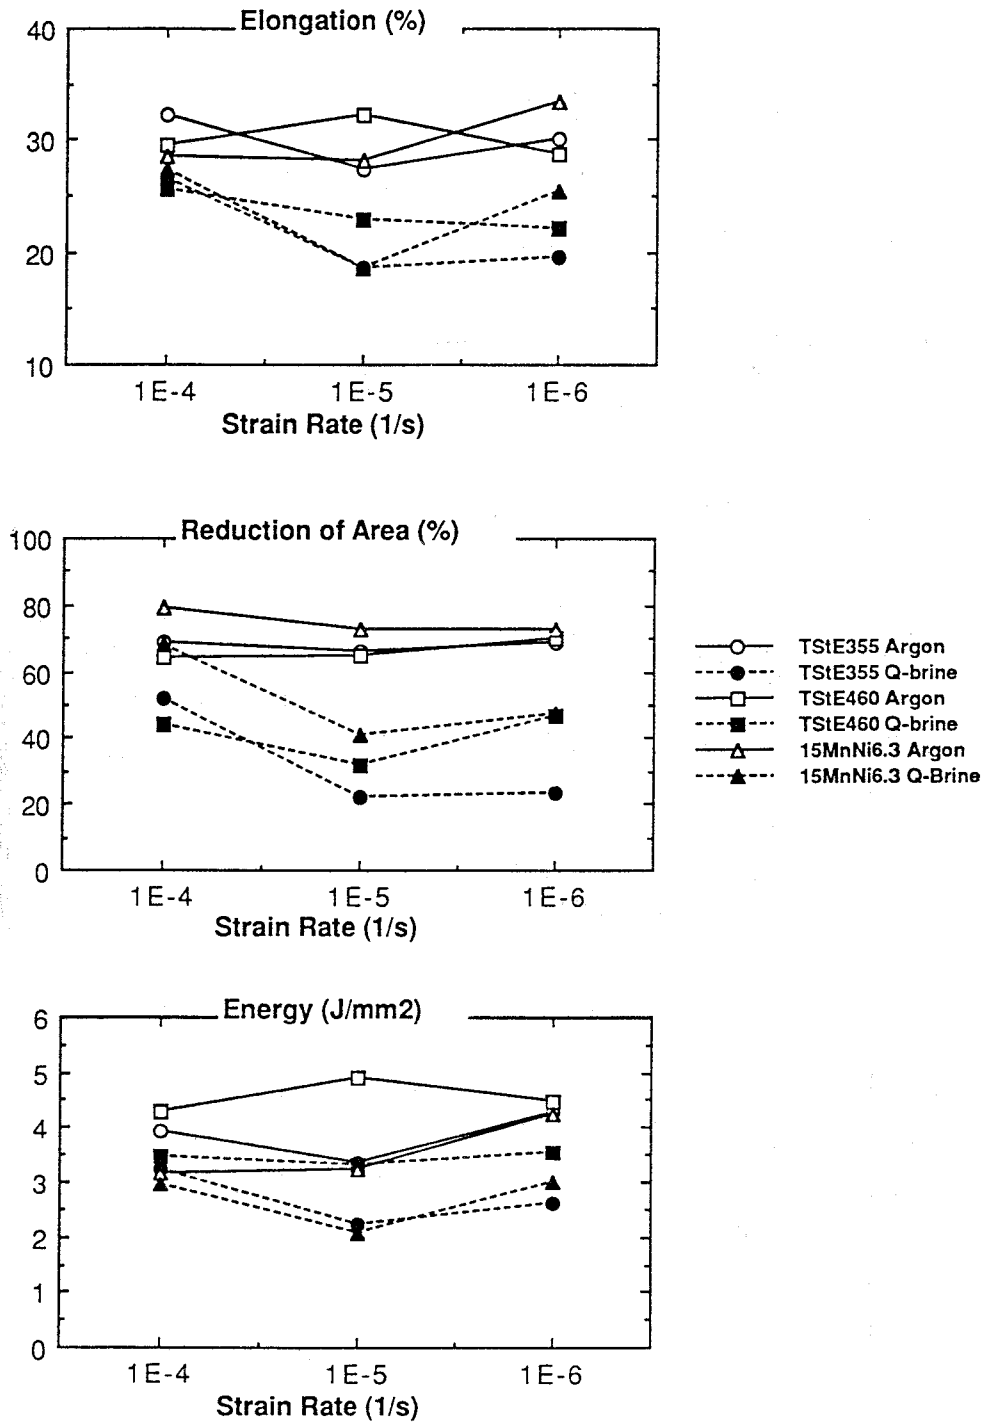 Elongation (%)
40
30
20
10
1E-4 1E-5 1E-6
Strain Rate (1/s)
Reduction of Area (%)
100
80
60
40
20
0
1E-4 1E-5 1E-6
Strain Rate (1/s)
TStE355 Argon
TStE355 Q-brine
TStE460 Argon
TStE460 Q-brine
15MnNi6.3 Argon
15MnNi6.3 Q-Brine
Energy (J/mm2)
6
5
4
3
2
1
0
1E-4 1E-5 1E-6
Strain Rate (1/s)